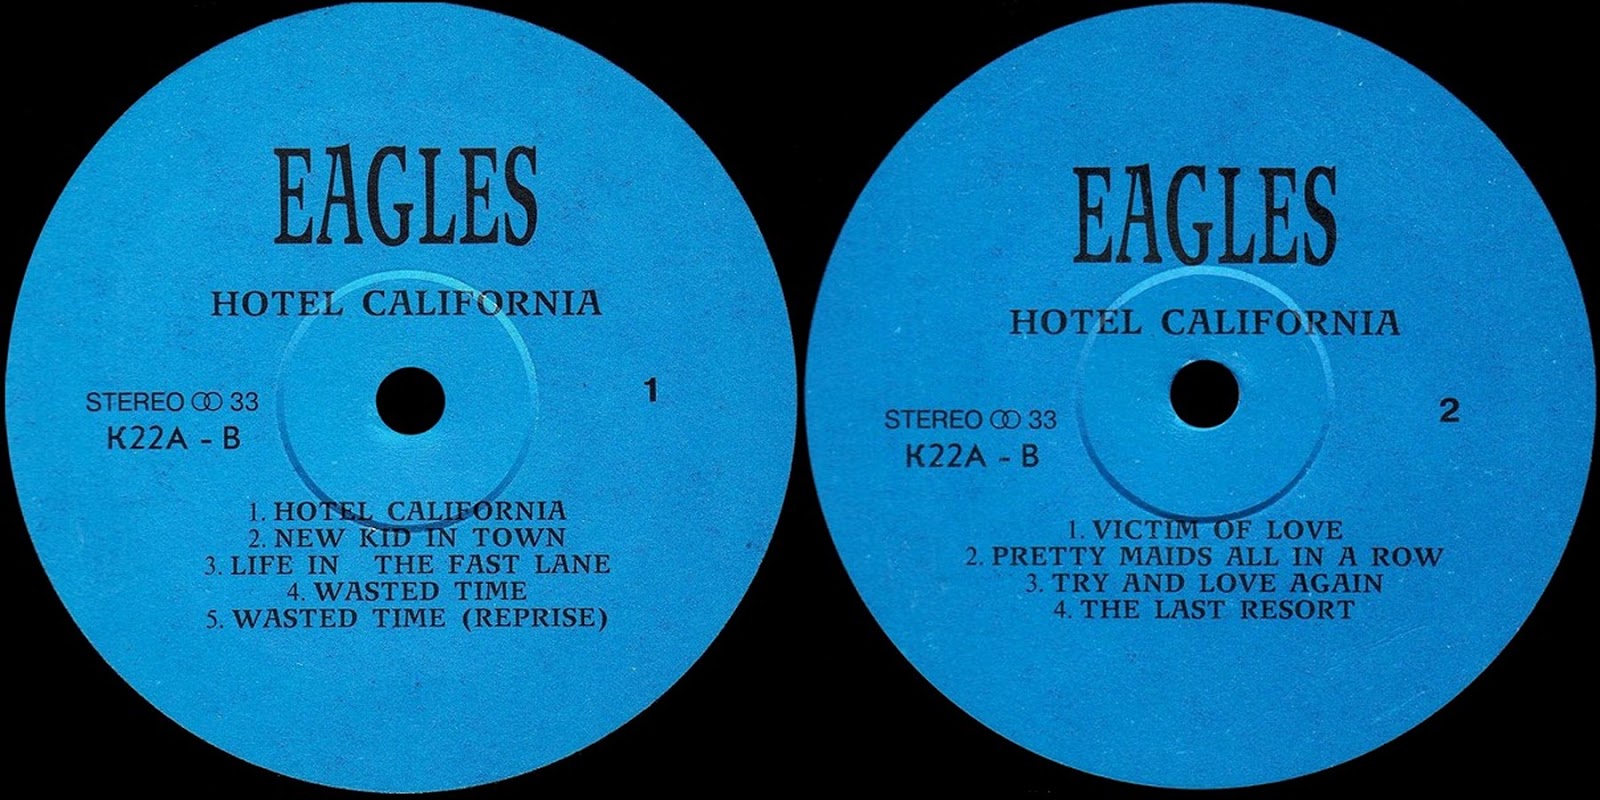 EAGLES
HOTEL CALIFORNIA
STEREO 33
1
K22A - B
1. HOTEL CALIFORNIA
2. NEW KID IN TOWN
3. LIFE IN THE FAST LANE
4. WASTED TIME
5. WASTED TIME (REPRISE)
EAGLES
HOTEL CALIFORNIA
STEREO 33
2
K22A - B
1. VICTIM OF LOVE
2. PRETTY MAIDS ALL IN A ROW
3. TRY AND LOVE AGAIN
4. THE LAST RESORT